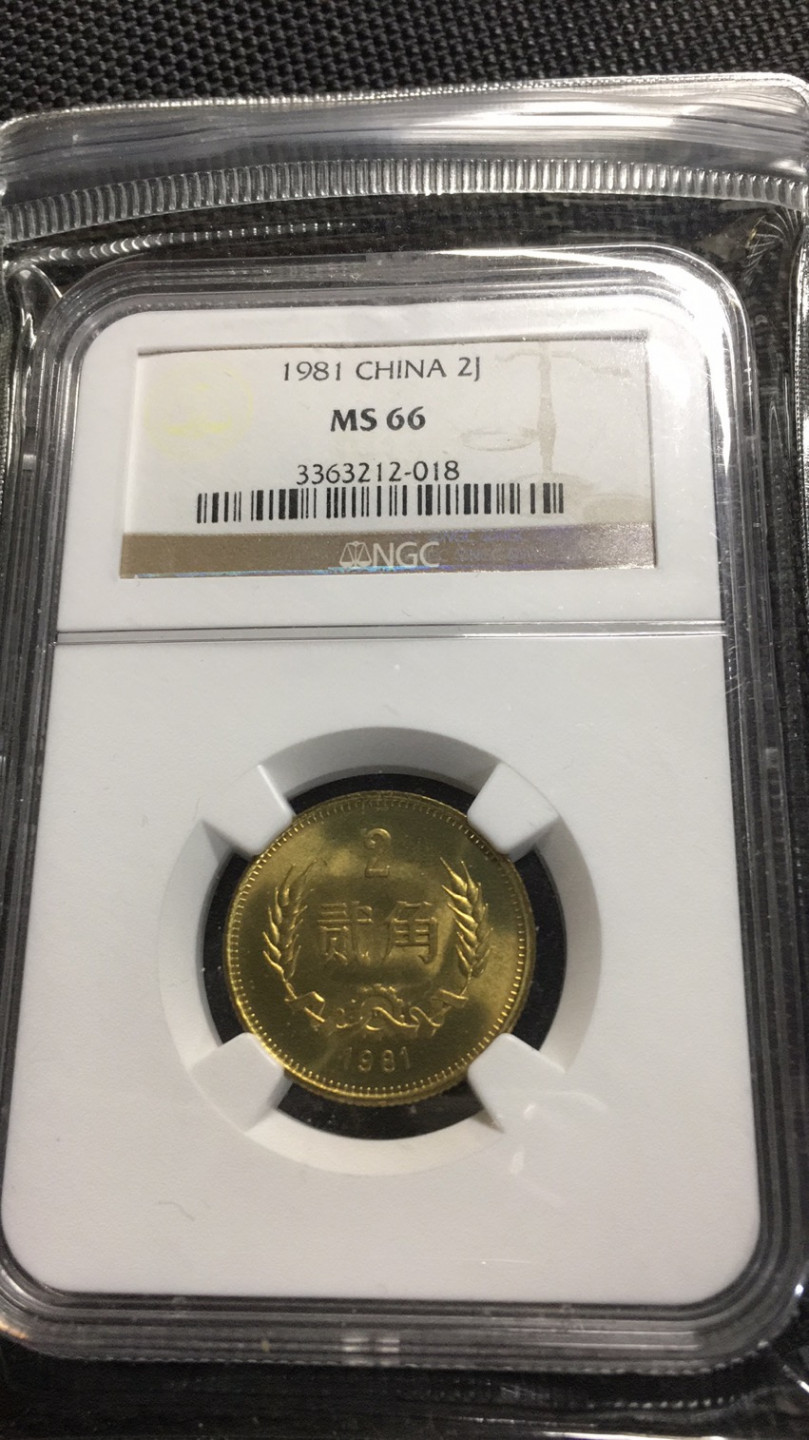 1981 CHINA 2J
MS 66
3363212-018
NGC
2
贰角
1981